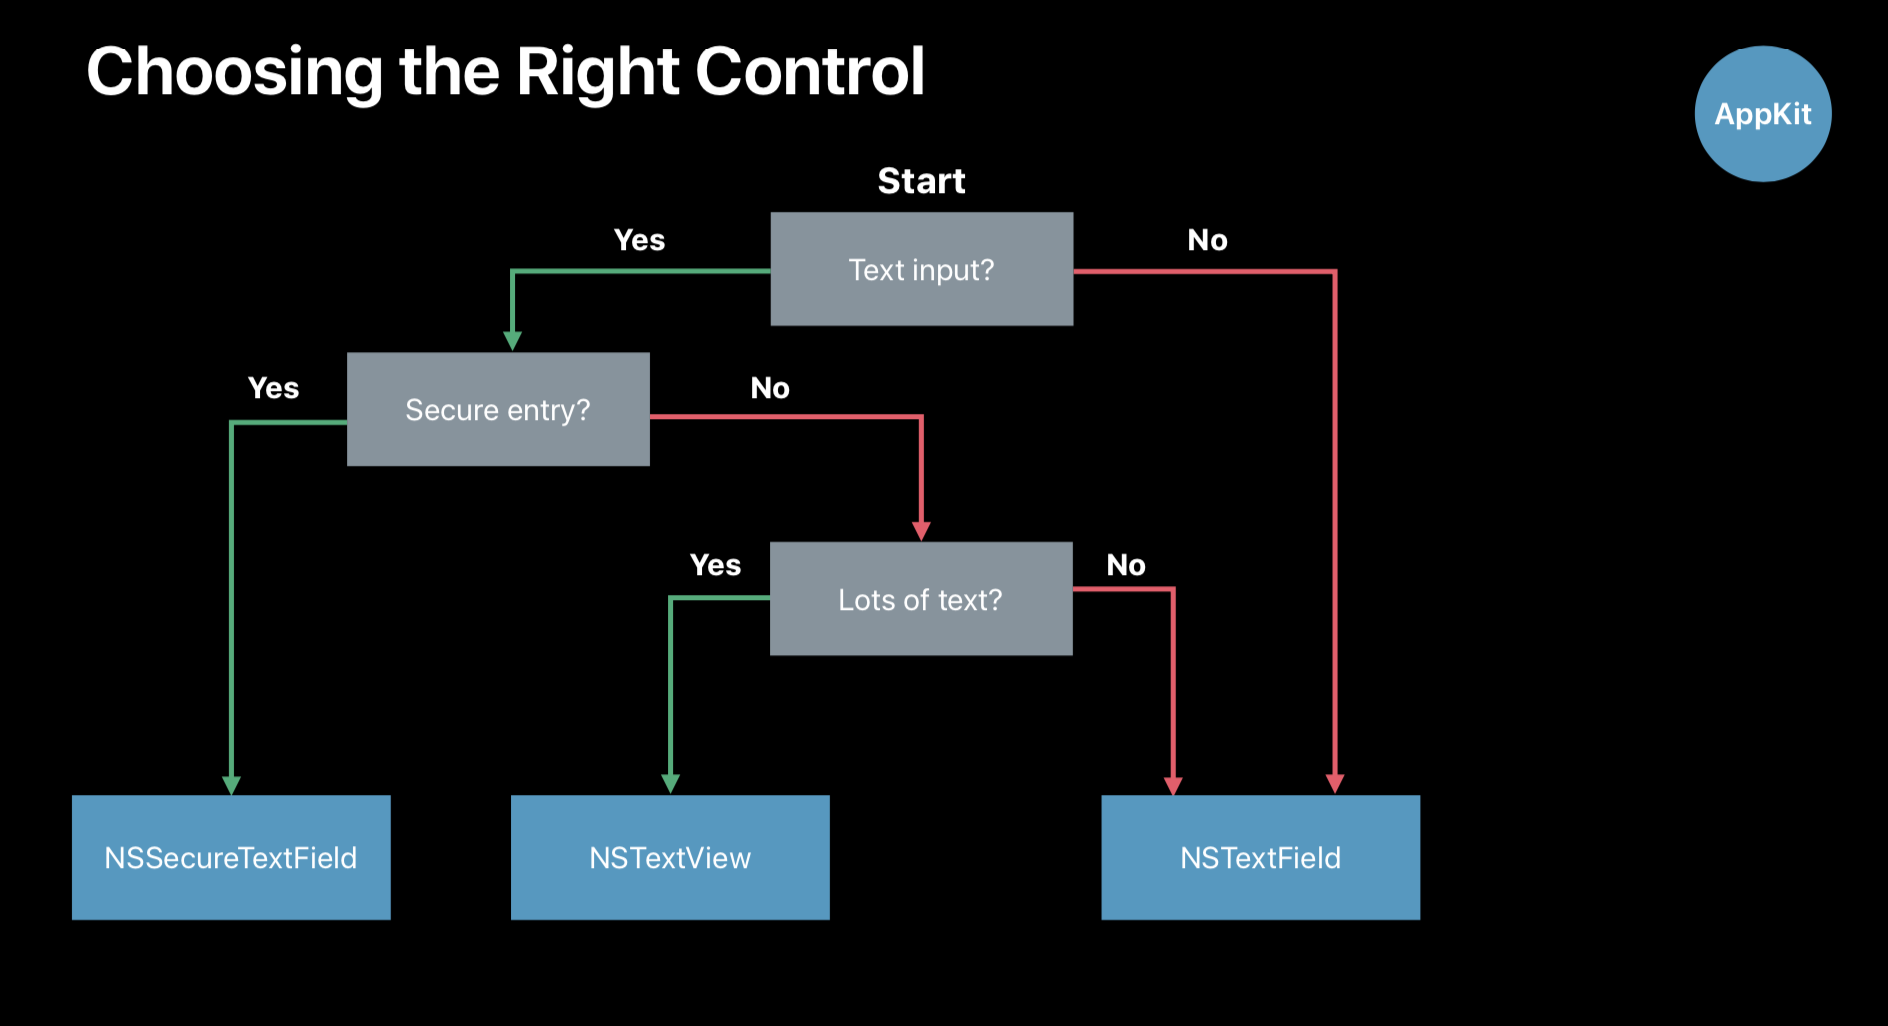 Choosing the Right Control
AppKit
Start
Yes
Text input?
No
Yes
Secure entry?
No
Yes
Lots of text?
No
NSSecureTextField
NSTextView
NSTextField